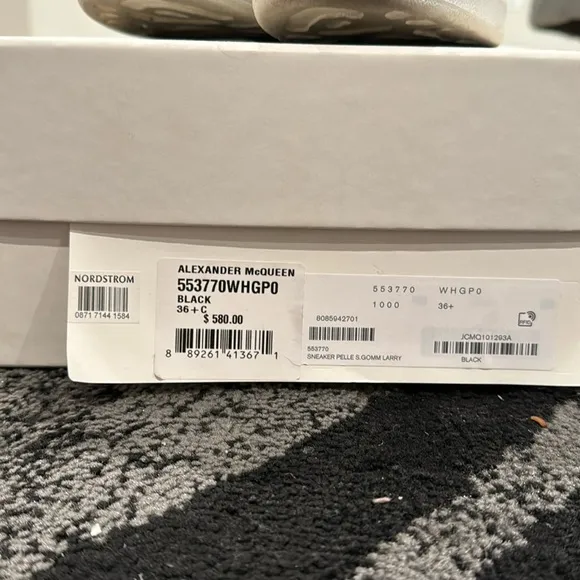 NORDSTROM
0871 7144 1584
ALEXANDER McQUEEN
553770WHGP0
BLACK
36+C
$ 580.00
8 89261 41367 1
553770 WHGP0
1000 36+
8085942701
JCMQ101293A
553770
SNEAKER PELLE S.GOMM LARRY
BLACK